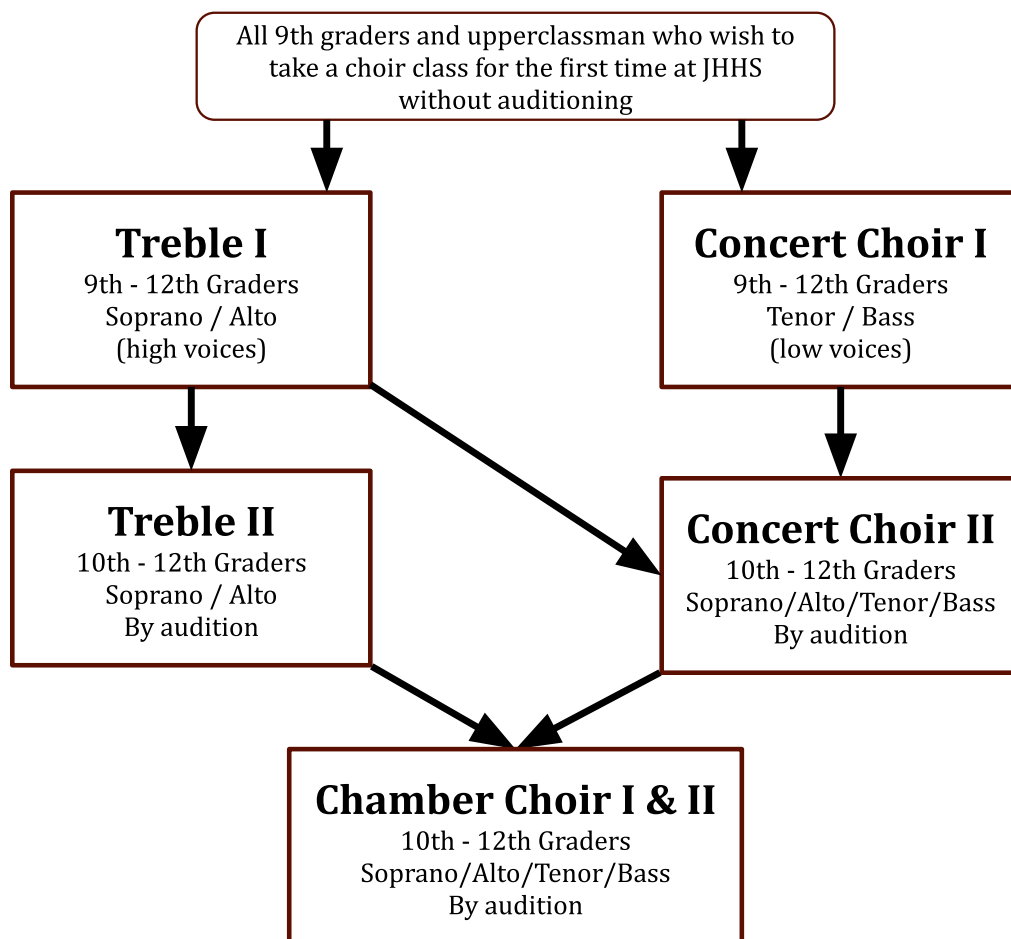 All 9th graders and upperclassman who wish to
take a choir class for the first time at JHHS
without auditioning
Treble I
9th - 12th Graders
Soprano / Alto
(high voices)
Concert Choir I
9th - 12th Graders
Tenor / Bass
(low voices)
Treble II
10th - 12th Graders
Soprano / Alto
By audition
Concert Choir II
10th - 12th Graders
Soprano/Alto/Tenor/Bass
By audition
Chamber Choir I & II
10th - 12th Graders
Soprano/Alto/Tenor/Bass
By audition